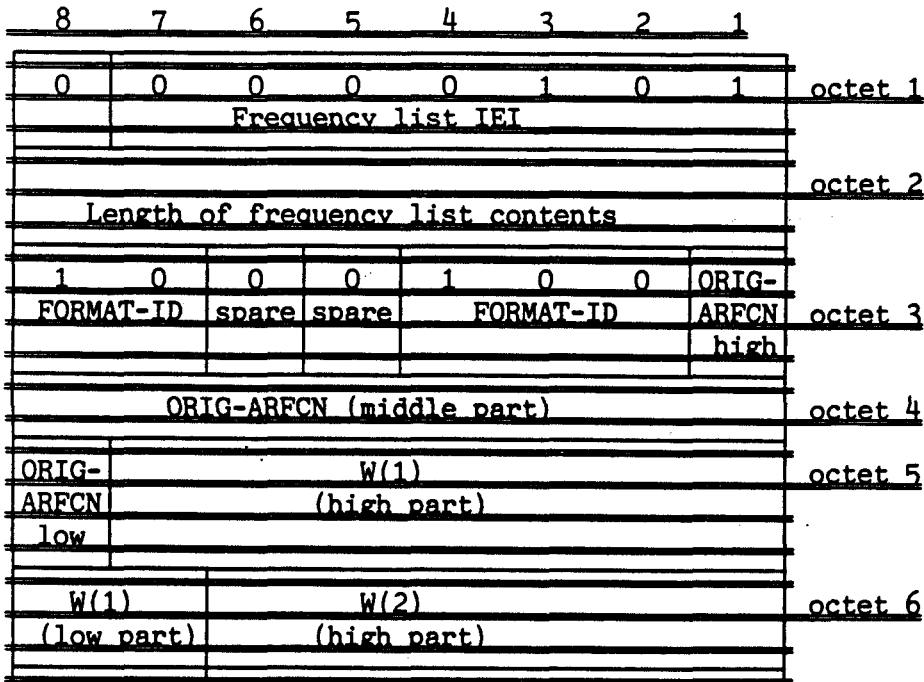 8 7 6 5 4 3 2 1
0 0 0 0 0 1 0 1 octet 1
Frequency list IEI
octet 2
Length of frequency list contents
1 0 0 0 1 0 0 ORIG-
FORMAT-ID spare spare FORMAT-ID ARFCN octet 3
high
ORIG-ARFCN (middle part) octet 4
ORIG- W(1) octet 5
ARFCN (high part)
low
W(1) W(2) octet 6
(low part) (high part)